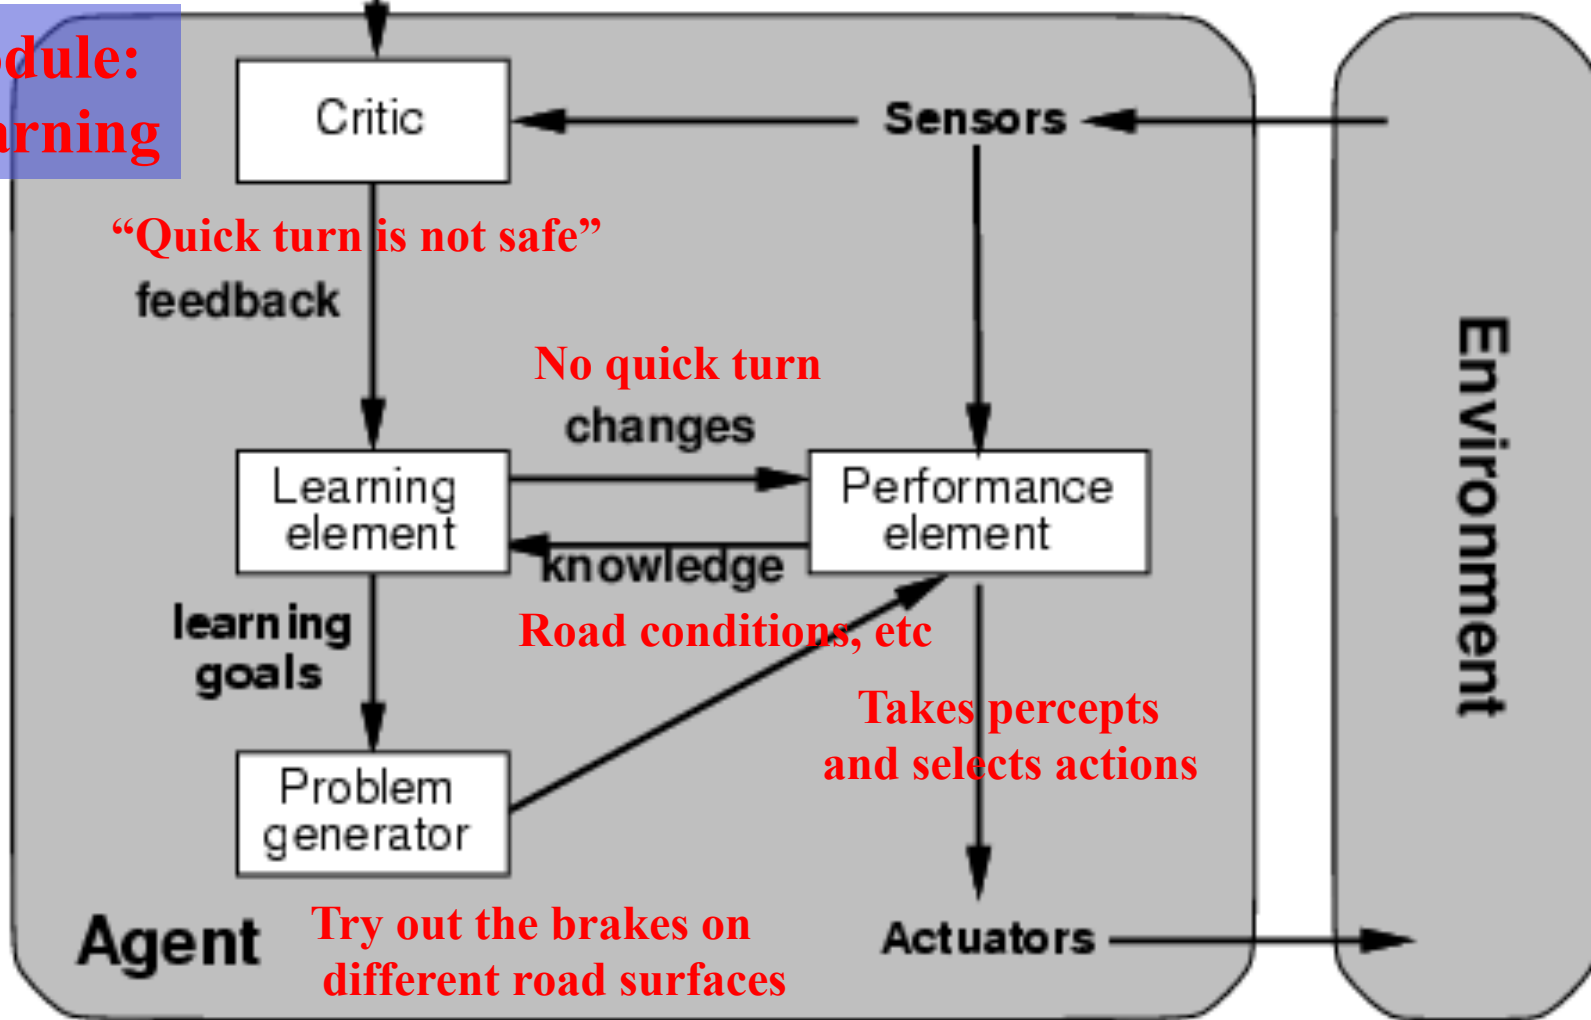 Critic
Sensors
“Quick turn is not safe”
feedback
No quick turn
changes
Learning
element
Performance
element
knowledge
Road conditions, etc
learning
goals
Takes percepts
and selects actions
Problem
generator
Try out the brakes on
different road surfaces
Agent
Actuators
Environment